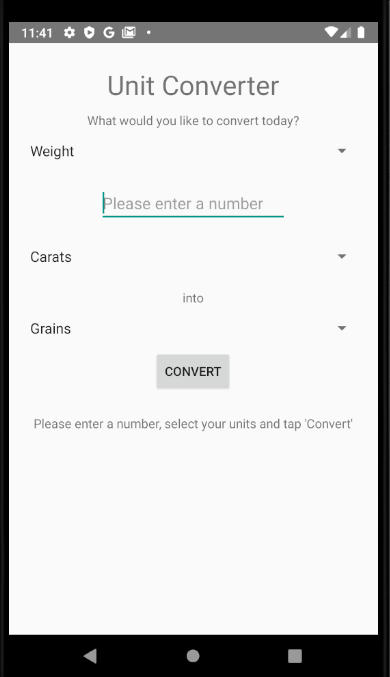 11:41
Unit Converter
What would you like to convert today?
Weight
Please enter a number
Carats
into
Grains
CONVERT
Please enter a number, select your units and tap 'Convert'